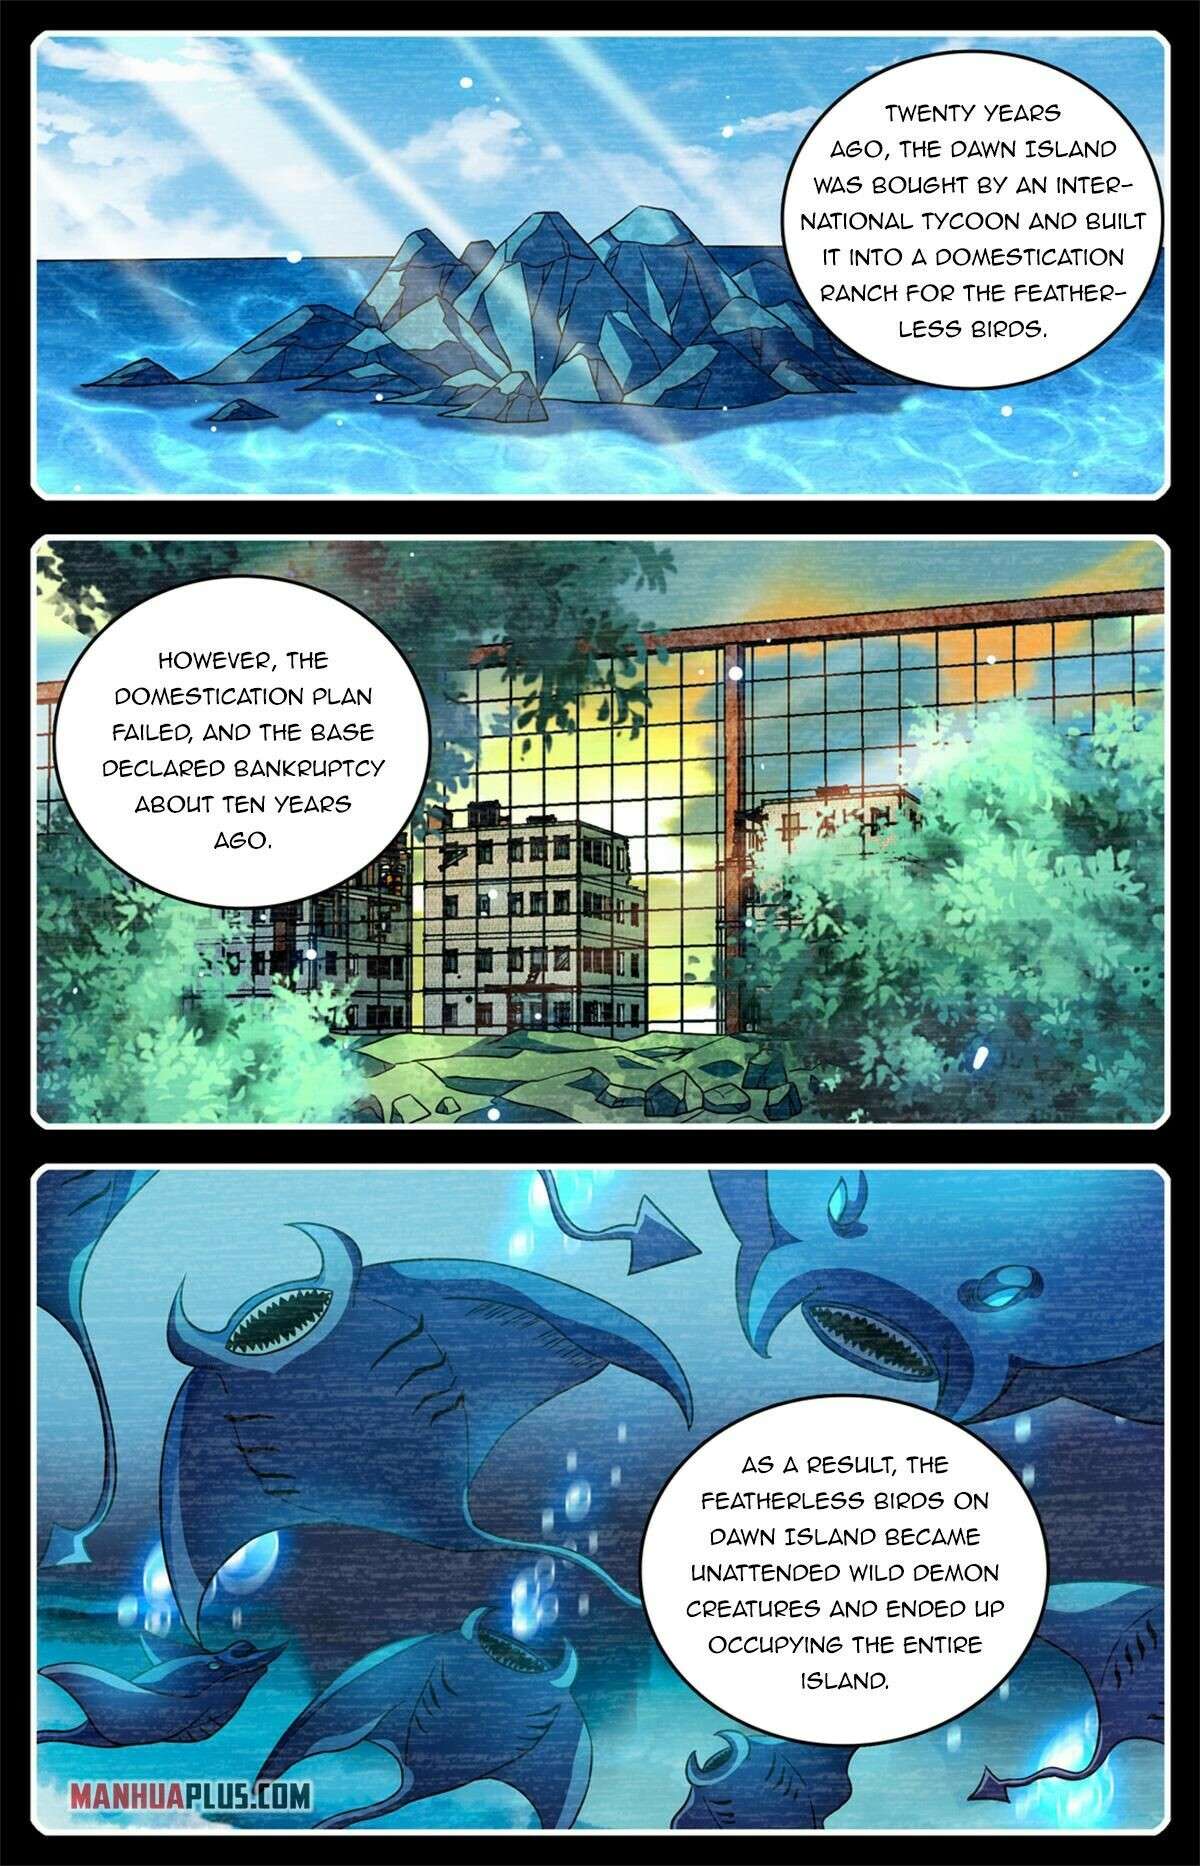 TWENTY YEARS
AGO, THE DAWN ISLAND
WAS BOUGHT BY AN INTER-
NATIONAL TYCOON AND BUILT
IT INTO A DOMESTICATION
RANCH FOR THE FEATHER-
LESS BIRDS.
HOWEVER, THE
DOMESTICATION PLAN
FAILED, AND THE BASE
DECLARED BANKRUPTCY
ABOUT TEN YEARS
AGO.
AS A RESULT, THE
FEATHERLESS BIRDS ON
DAWN ISLAND BECAME
UNATTENDED WILD DEMON
CREATURES AND ENDED UP
OCCUPYING THE ENTIRE
ISLAND.
MANHUAPLUS.COM